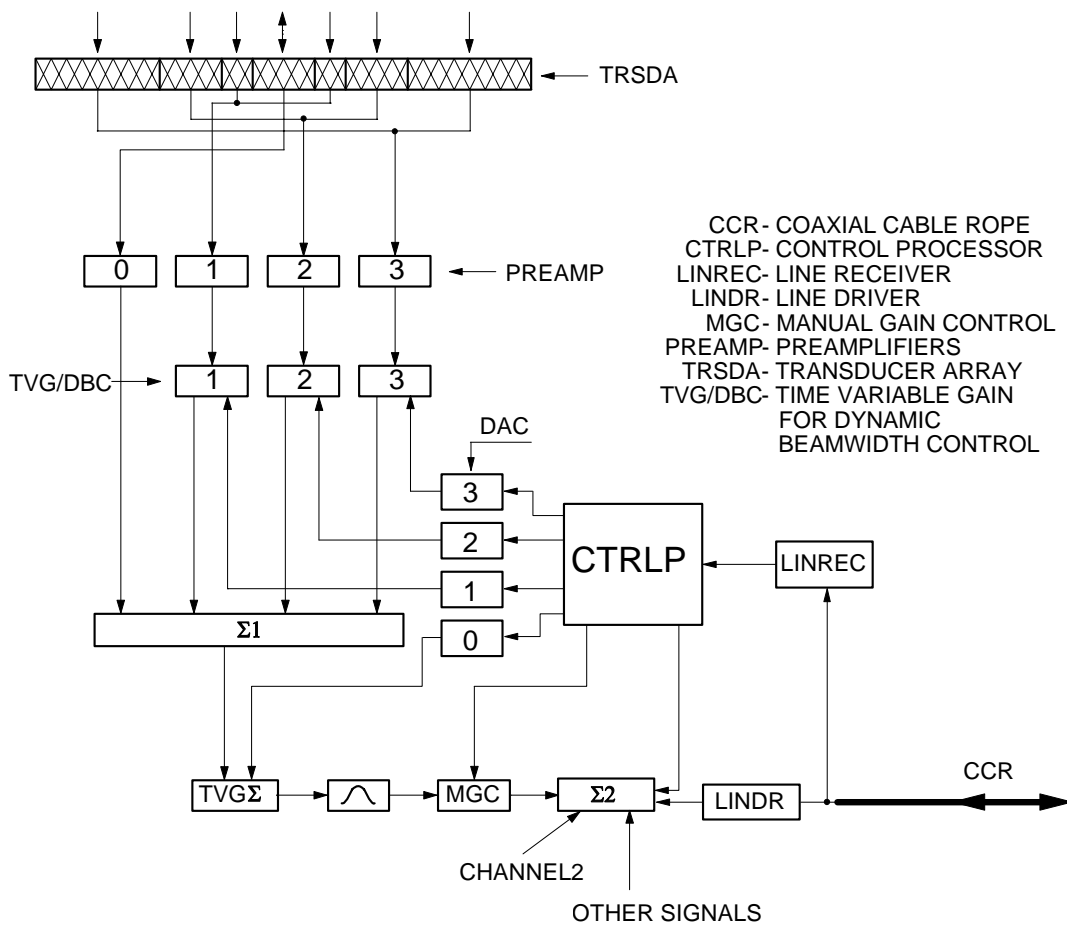 TRSDA
CCR- COAXIAL CABLE ROPE
CTRLP- CONTROL PROCESSOR
LINREC- LINE RECEIVER
LINDR- LINE DRIVER
MGC- MANUAL GAIN CONTROL
PREAMP- PREAMPLIFIERS
TRSDA- TRANSDUCER ARRAY
TVG/DBC- TIME VARIABLE GAIN
FOR DYNAMIC
BEAMWIDTH CONTROL
0 1 2 3 PREAMP
TVG/DBC 1 2 3
DAC
3
2
1
0
CTRLP
LINREC
Σ1
TVGΣ MGC Σ2 LINDR
CCR
CHANNEL2
OTHER SIGNALS